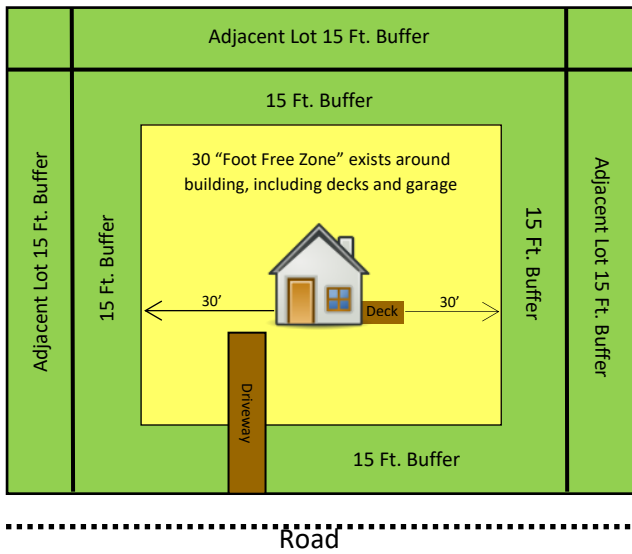 Adjacent Lot 15 Ft. Buffer
15 Ft. Buffer
30 “Foot Free Zone” exists around
building, including decks and garage
Adjacent Lot 15 Ft. Buffer
15 Ft. Buffer
30’
Deck
30’
15 Ft. Buffer
Adjacent Lot 15 Ft. Buffer
Driveway
15 Ft. Buffer
Road